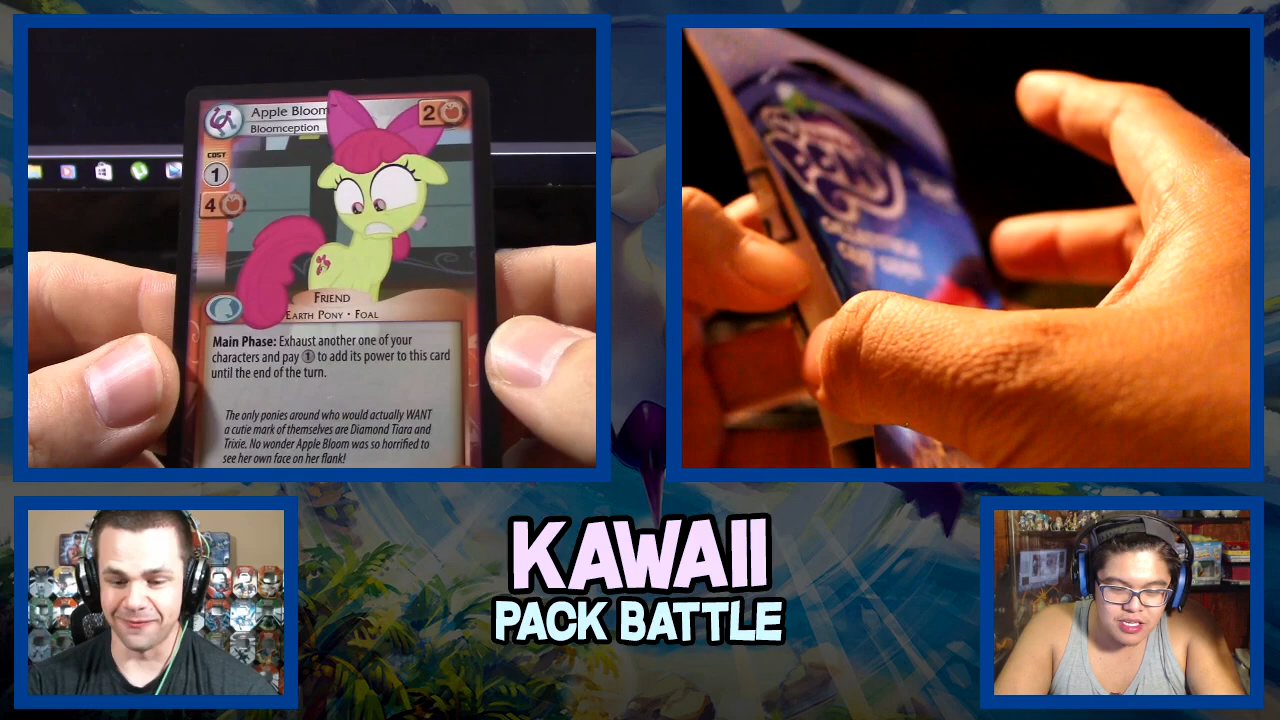 Apple Bloom
Bloomception
2
COST
1
4
FRIEND
EARTH PONY • FOAL
Main Phase: Exhaust another one of your
characters and pay 1 to add its power to this card
until the end of the turn.
The only ponies around who would actually WANT
a cutie mark of themselves are Diamond Tiara and
Trixie. No wonder Apple Bloom was so horrified to
see her own face on her flank!
KAWAII
PACK BATTLE